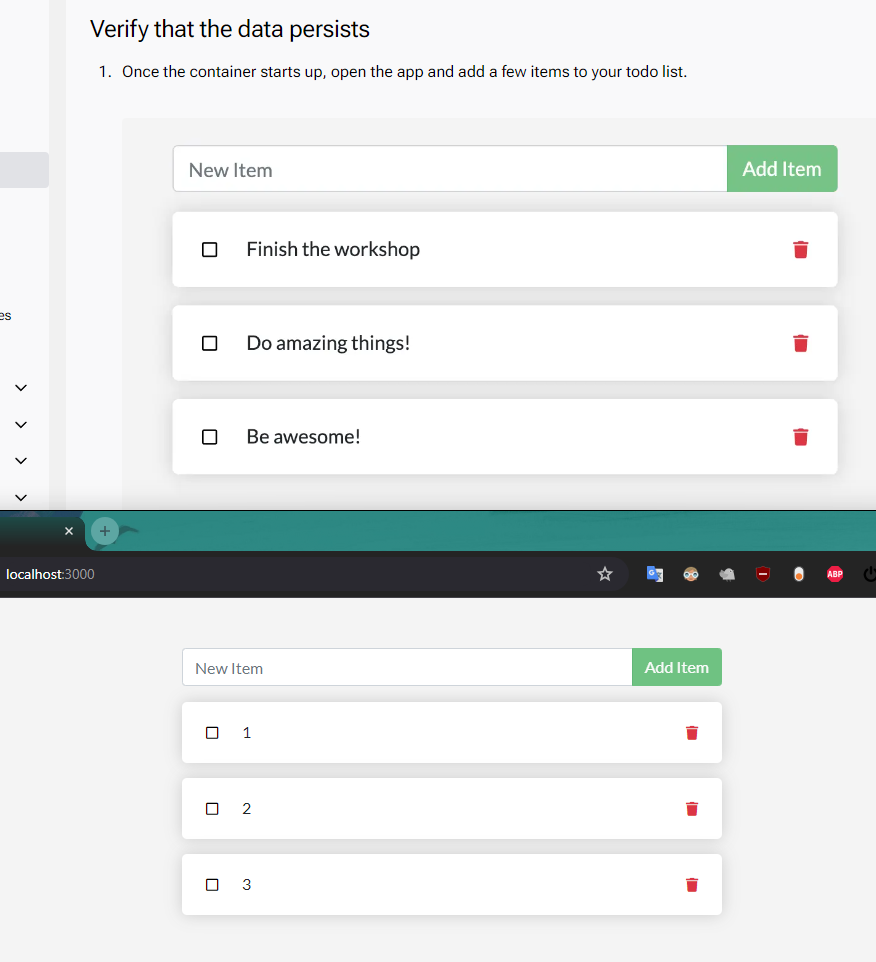 Verify that the data persists
1. Once the container starts up, open the app and add a few items to your todo list.
New Item
Add Item
Finish the workshop
es
Do amazing things!
Be awesome!
localhost:3000
ABP
New Item
Add Item
1
2
3